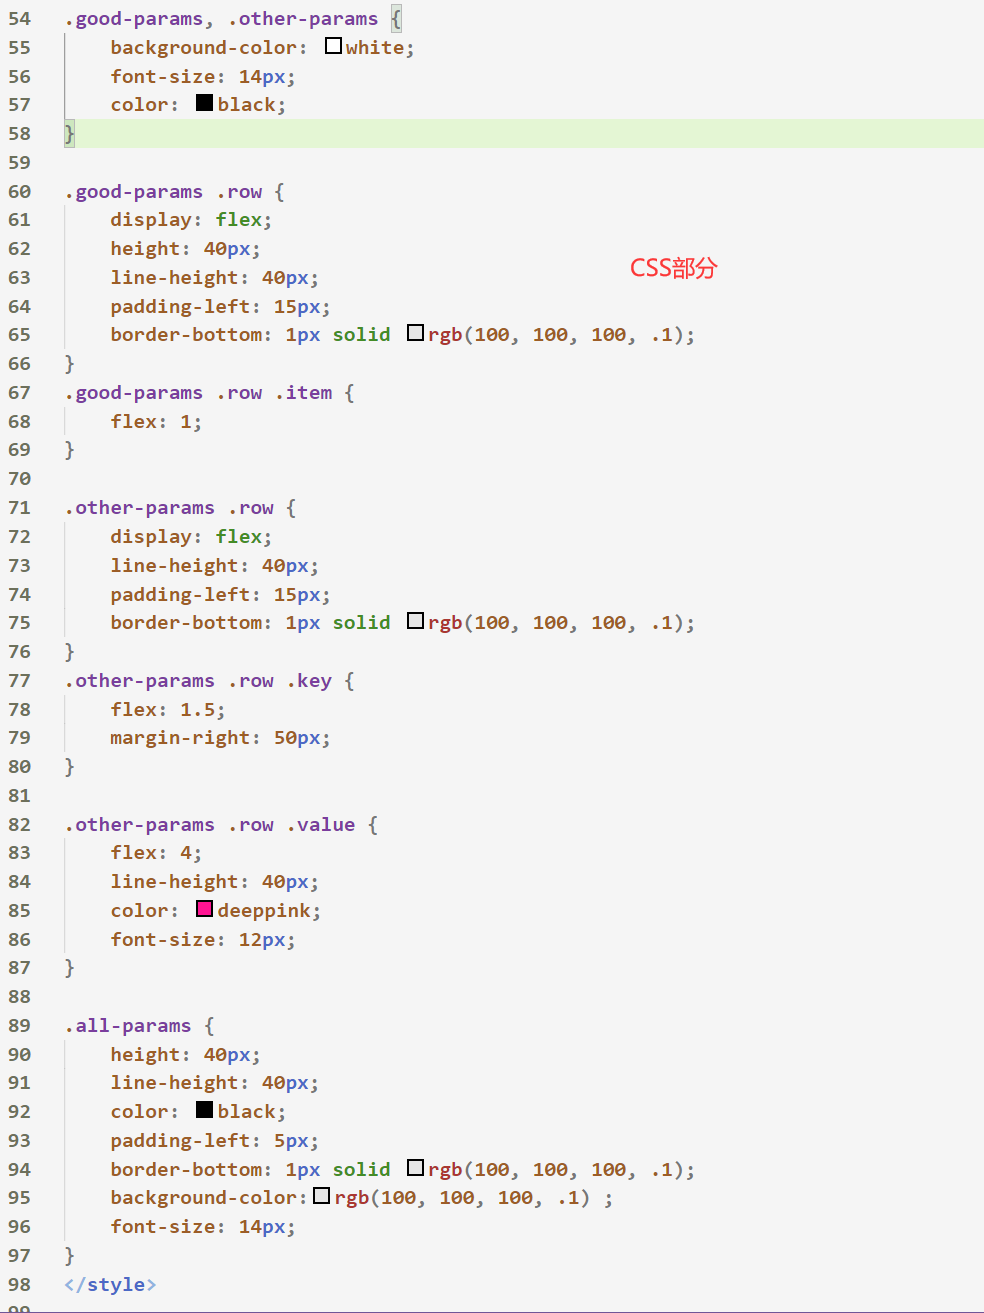 54 .good-params, .other-params {
55 background-color: white;
56 font-size: 14px;
57 color: black;
58 }
59
60 .good-params .row {
61 display: flex;
62 height: 40px;
63 line-height: 40px;
CSS部分
64 padding-left: 15px;
65 border-bottom: 1px solid rgb(100, 100, 100, .1);
66 }
67 .good-params .row .item {
68 flex: 1;
69 }
70
71 .other-params .row {
72 display: flex;
73 line-height: 40px;
74 padding-left: 15px;
75 border-bottom: 1px solid rgb(100, 100, 100, .1);
76 }
77 .other-params .row .key {
78 flex: 1.5;
79 margin-right: 50px;
80 }
81
82 .other-params .row .value {
83 flex: 4;
84 line-height: 40px;
85 color: deeppink;
86 font-size: 12px;
87 }
88
89 .all-params {
90 height: 40px;
91 line-height: 40px;
92 color: black;
93 padding-left: 5px;
94 border-bottom: 1px solid rgb(100, 100, 100, .1);
95 background-color: rgb(100, 100, 100, .1) ;
96 font-size: 14px;
97 }
98 </style>